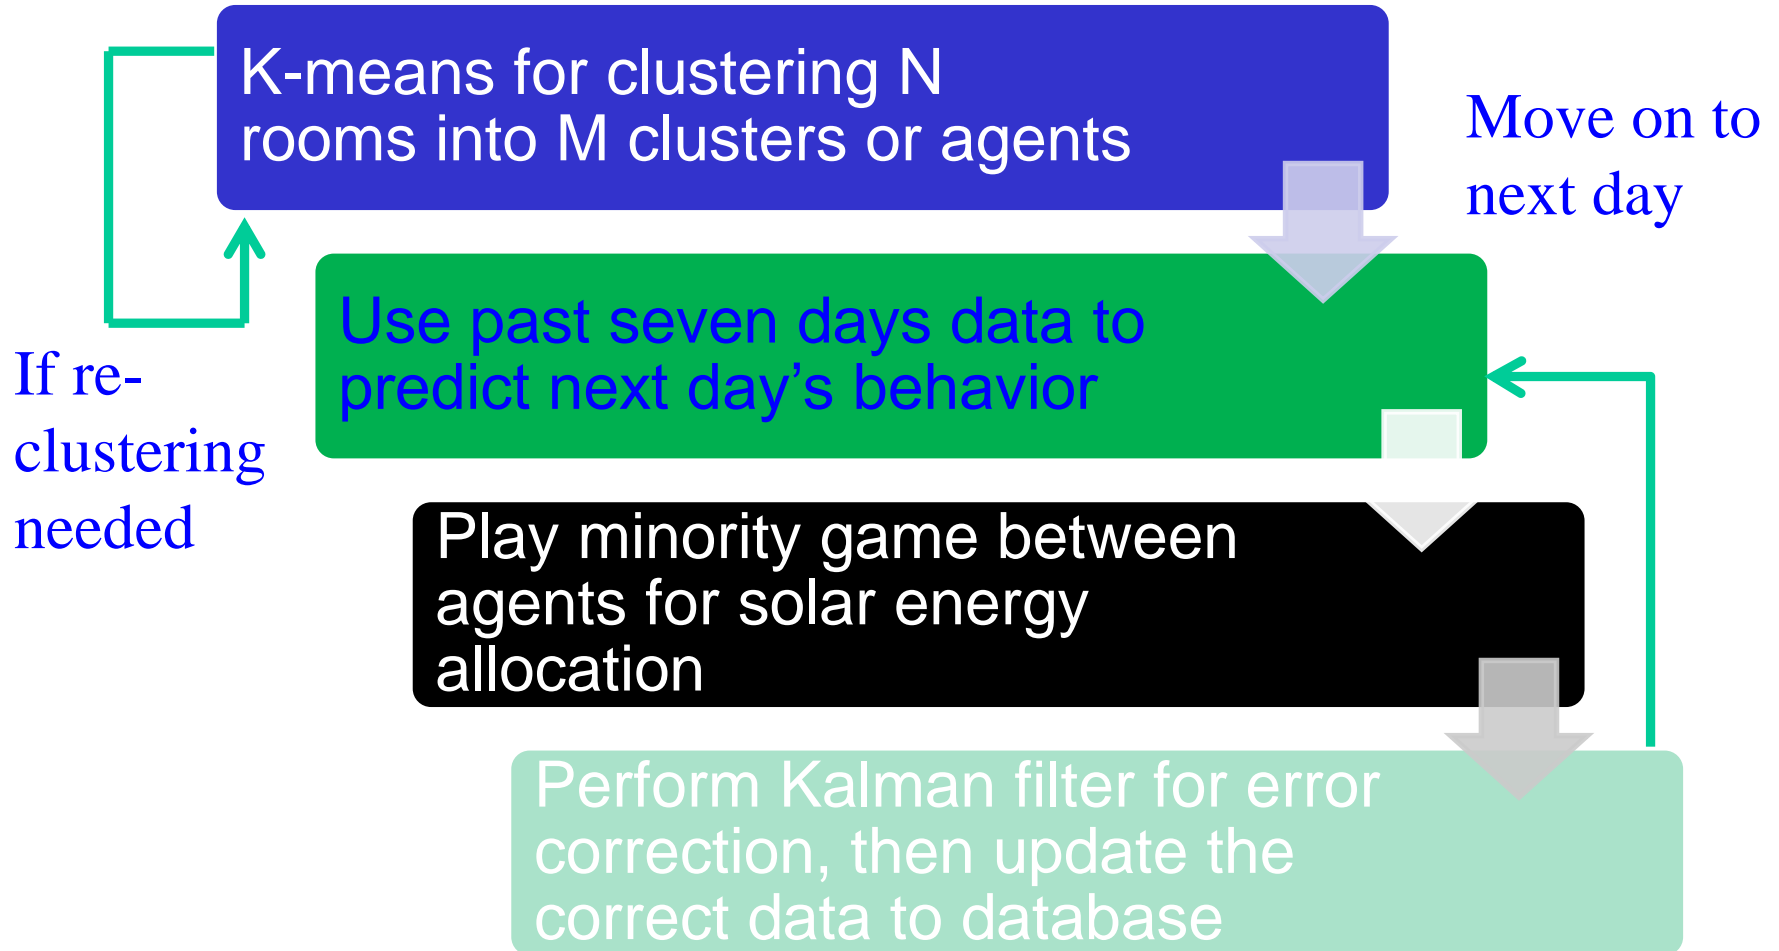 K-means for clustering N
rooms into M clusters or agents
Move on to
next day
Use past seven days data to
predict next day’s behavior
If re-
clustering
needed
Play minority game between
agents for solar energy
allocation
Perform Kalman filter for error
correction, then update the
correct data to database